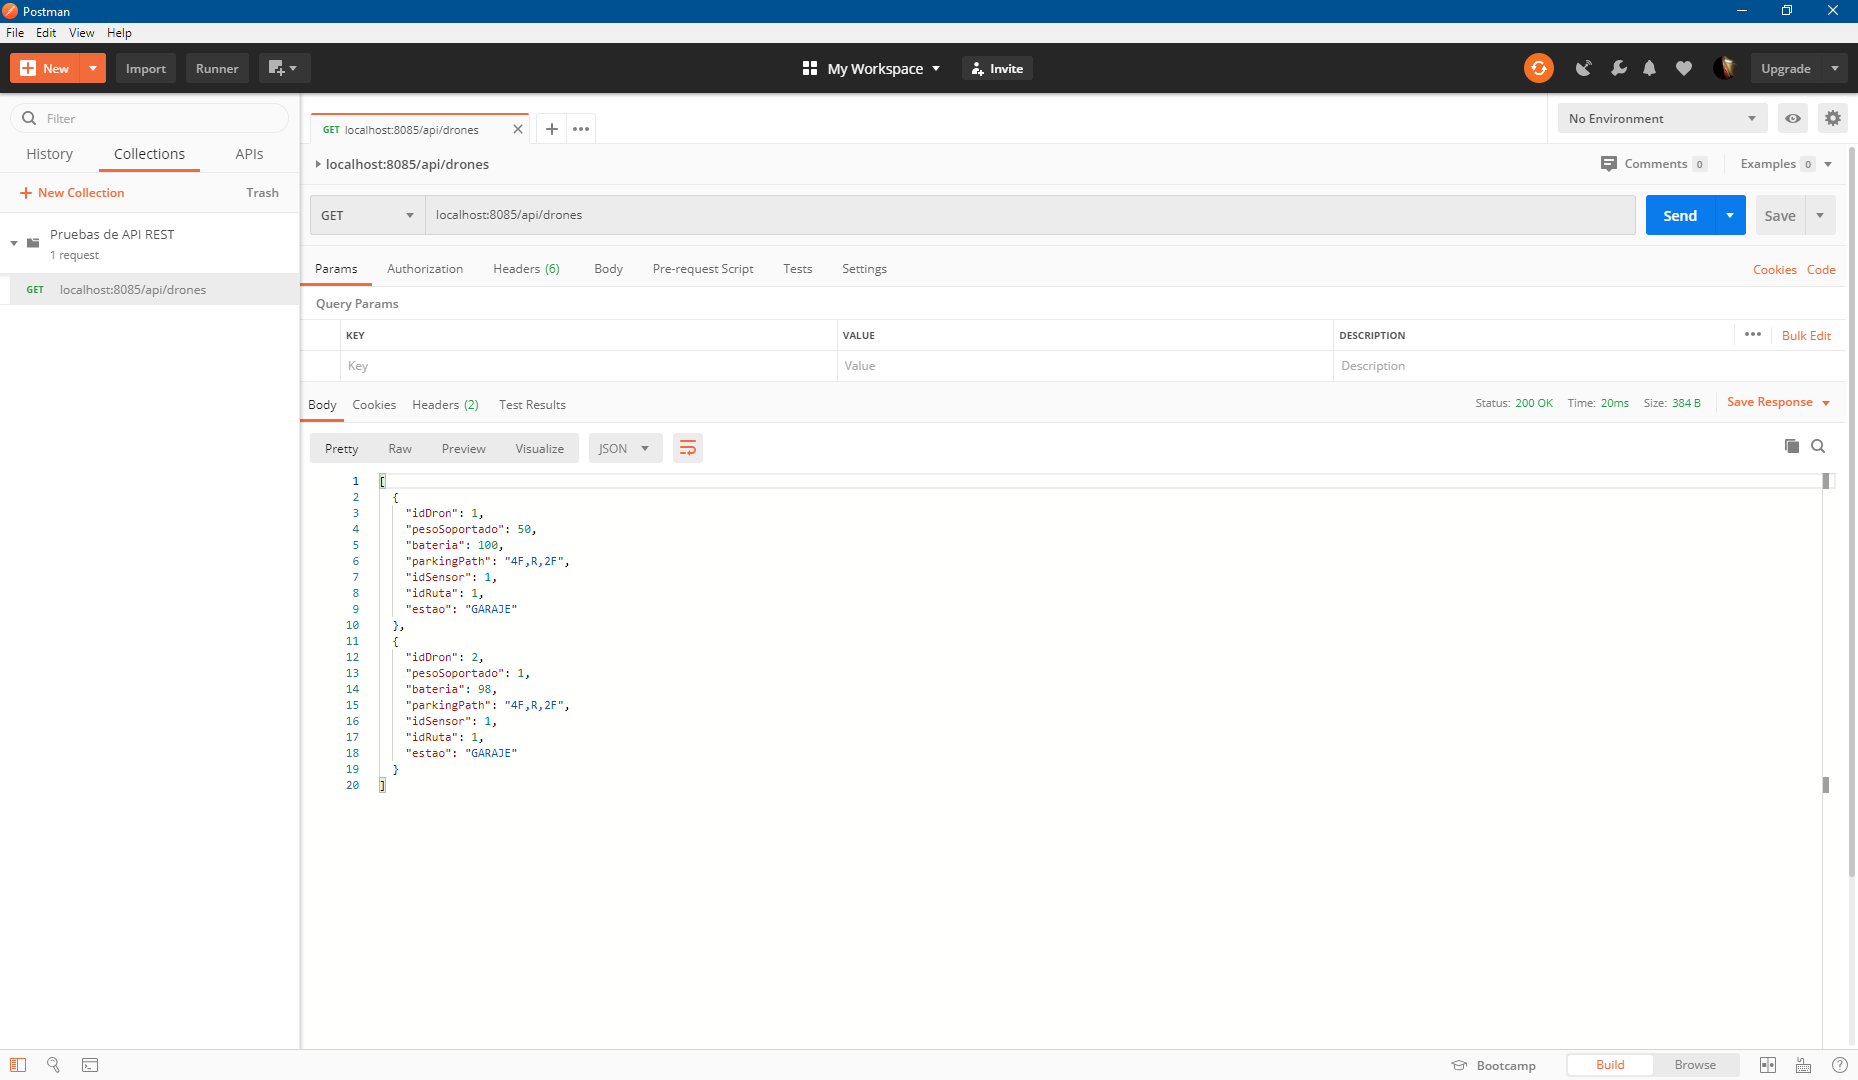 Postman
File Edit View Help
New Import Runner My Workspace Invite Upgrade
Filter
History Collections APIs
New Collection Trash
Pruebas de API REST
1 request
GET localhost:8085/api/drones
GET localhost:8085/api/drones
No Environment
localhost:8085/api/drones
Comments 0 Examples 0
GET localhost:8085/api/drones Send Save
Params Authorization Headers (6) Body Pre-request Script Tests Settings Cookies Code
Query Params
KEY VALUE DESCRIPTION Bulk Edit
Key Value Description
Body Cookies Headers (2) Test Results Status: 200 OK Time: 20ms Size: 384 B Save Response
Pretty Raw Preview Visualize JSON
1 [
2 {
3 "idDron": 1,
4 "pesoSoportado": 50,
5 "bateria": 100,
6 "parkingPath": "4F,R,2F",
7 "idSensor": 1,
8 "idRuta": 1,
9 "estao": "GARAJE"
10 },
11 {
12 "idDron": 2,
13 "pesoSoportado": 1,
14 "bateria": 98,
15 "parkingPath": "4F,R,2F",
16 "idSensor": 1,
17 "idRuta": 1,
18 "estao": "GARAJE"
19 }
20 ]
Bootcamp Build Browse